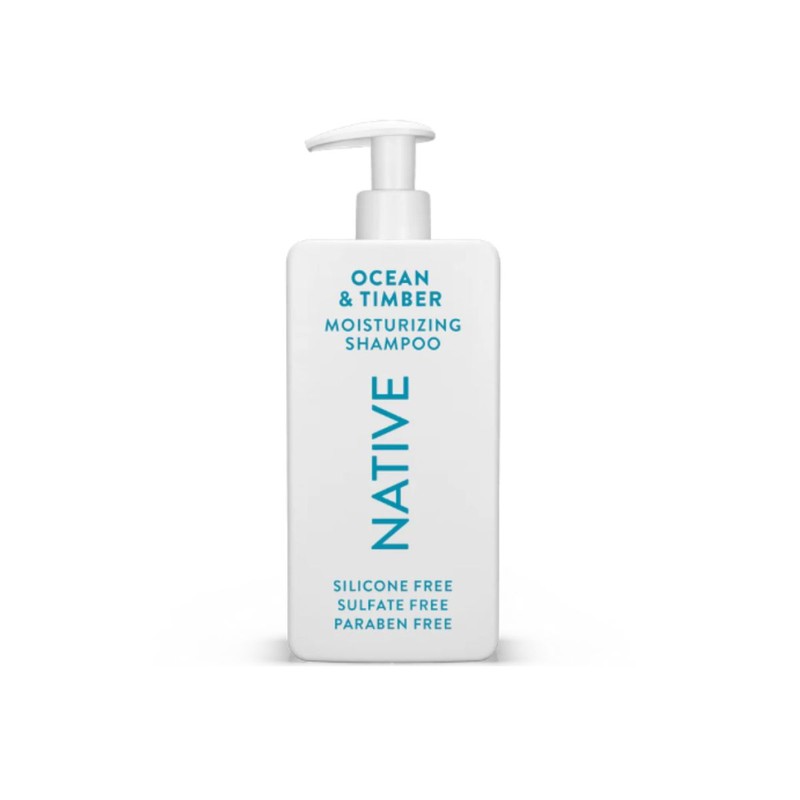 OCEAN
& TIMBER
MOISTURIZING
SHAMPOO
NATIVE
SILICONE FREE
SULFATE FREE
PARABEN FREE